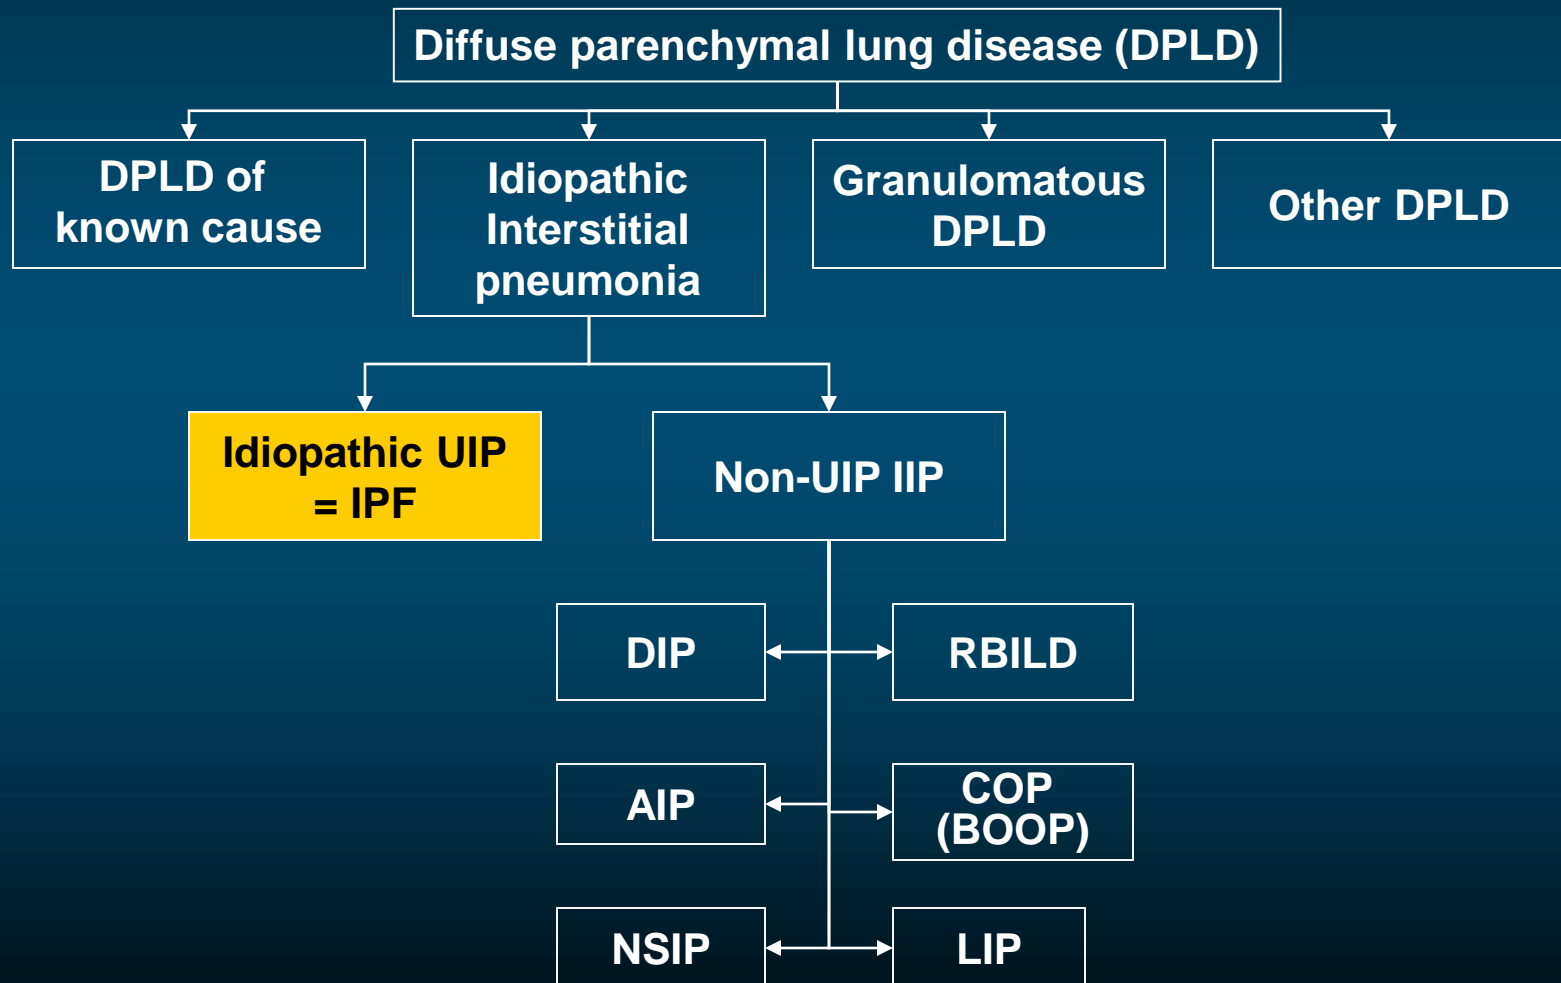 Diffuse parenchymal lung disease (DPLD)
DPLD of
known cause
Idiopathic
Interstitial
pneumonia
Granulomatous
DPLD
Other DPLD
Idiopathic UIP
= IPF
Non-UIP IIP
DIP
RBILD
AIP
COP
(BOOP)
NSIP
LIP